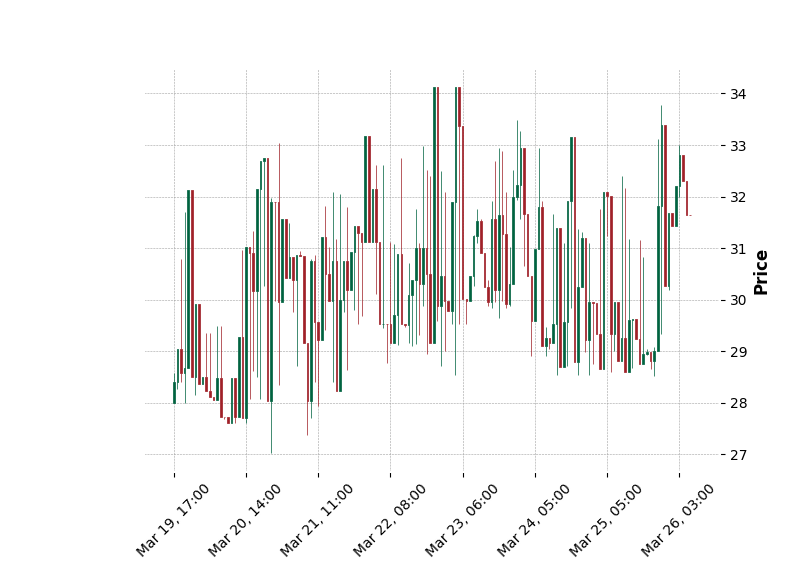 34
33
32
31
30
29
28
27
Price
Mar 19, 17:00
Mar 20, 14:00
Mar 21, 11:00
Mar 22, 08:00
Mar 23, 06:00
Mar 24, 05:00
Mar 25, 05:00
Mar 26, 03:00